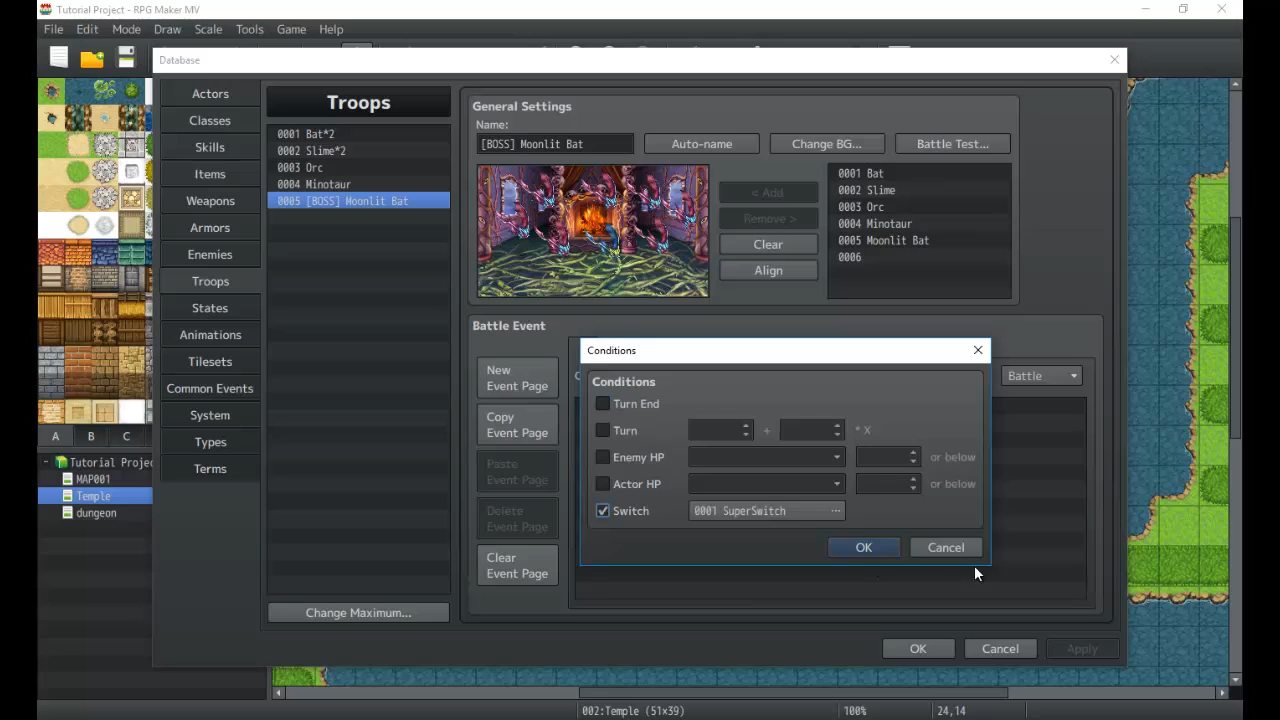 Tutorial Project - RPG Maker MV
File Edit Mode Draw Scale Tools Game Help
Database
Actors
Classes
Skills
Items
Weapons
Armors
Enemies
Troops
States
Animations
Tilesets
Common Events
System
Types
Terms
Troops
0001 Bat*2
0002 Slime*2
0003 Orc
0004 Minotaur
0005 [BOSS] Moonlit Bat
Change Maximum...
General Settings
Name:
[BOSS] Moonlit Bat
Auto-name
Change BG...
Battle Test...
< Add
Remove >
Clear
Align
0001 Bat
0002 Slime
0003 Orc
0004 Minotaur
0005 Moonlit Bat
0006
Battle Event
New
Event Page
Copy
Event Page
Paste
Event Page
Delete
Event Page
Clear
Event Page
Battle
Conditions
Conditions
Turn End
Turn + * X
Enemy HP or below
Actor HP or below
Switch 0001 SuperSwitch ...
OK Cancel
OK Cancel Apply
A B C
Tutorial Projec
MAP001
Temple
dungeon
002:Temple (51x39) 100% 24,14